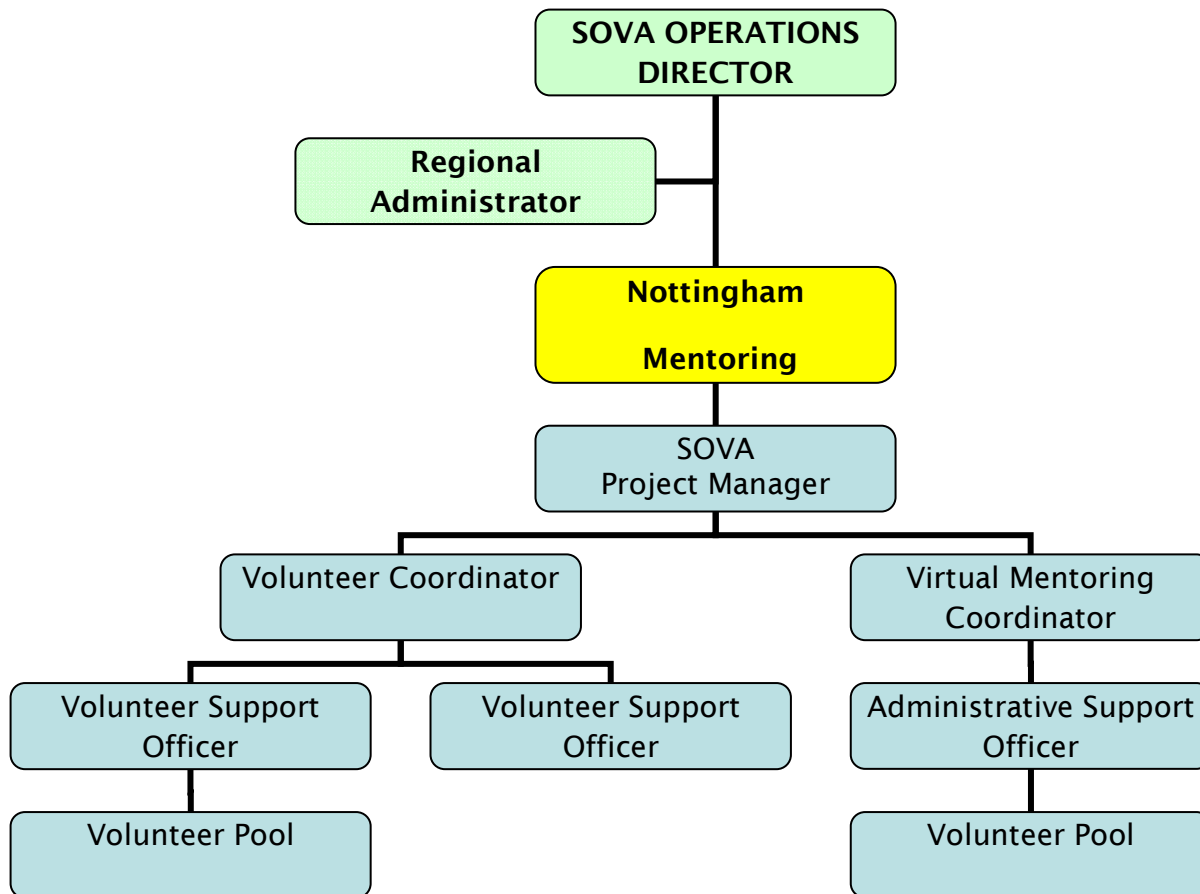 SOVA OPERATIONS
DIRECTOR
Regional
Administrator
Nottingham
Mentoring
SOVA
Project Manager
Volunteer Coordinator
Virtual Mentoring
Coordinator
Volunteer Support
Officer
Volunteer Support
Officer
Administrative Support
Officer
Volunteer Pool
Volunteer Pool